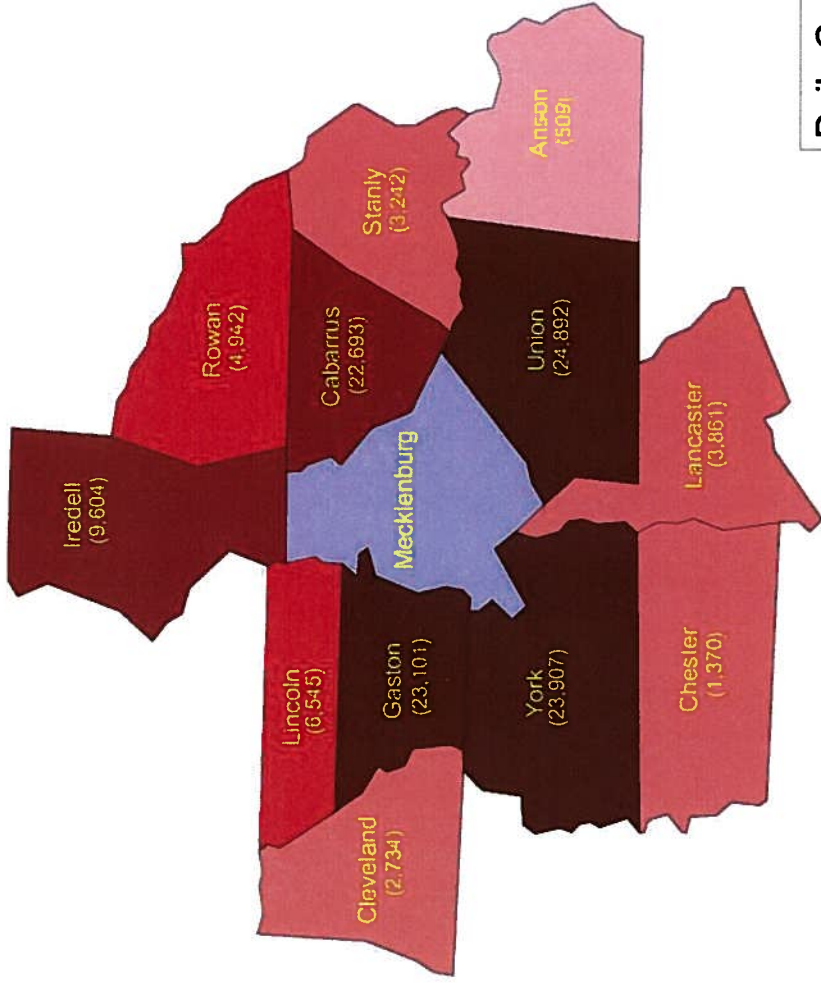 Iredell
(9,604)
Rowan
(4,942)
Lincoln
(6,545)
Cabarrus
(22,693)
Stanly
(3,242)
Cleveland
(2,734)
Gaston
(23,101)
Mecklenburg
York
(23,907)
Union
(24,892)
Anson
(509)
Chester
(1,370)
Lancaster
(3,861)